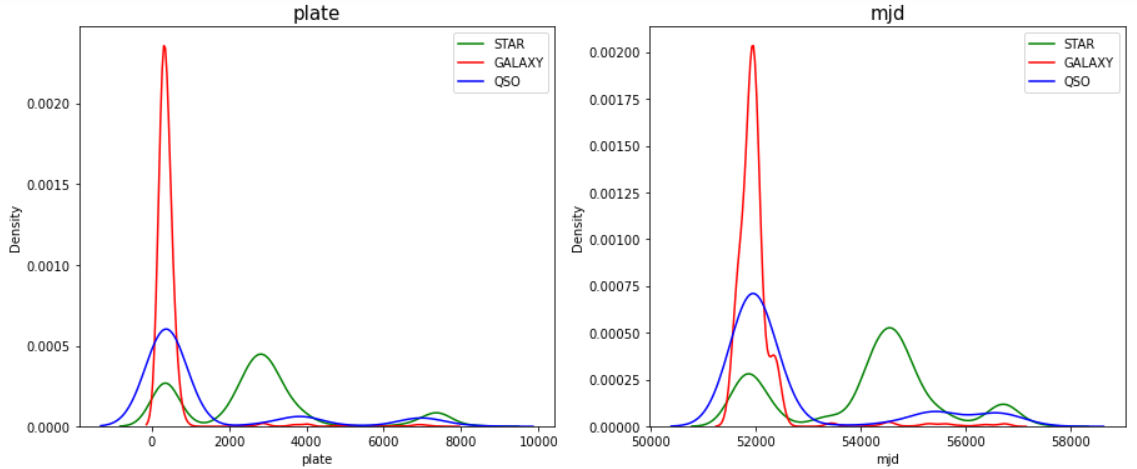 plate
0.0020
0.0015
0.0010
0.0005
0.0000
Density
0
2000
4000
6000
8000
10000
plate
STAR
GALAXY
QSO
mjd
0.00200
0.00175
0.00150
0.00125
0.00100
0.00075
0.00050
0.00025
0.00000
Density
50000
52000
54000
56000
58000
mjd
STAR
GALAXY
QSO